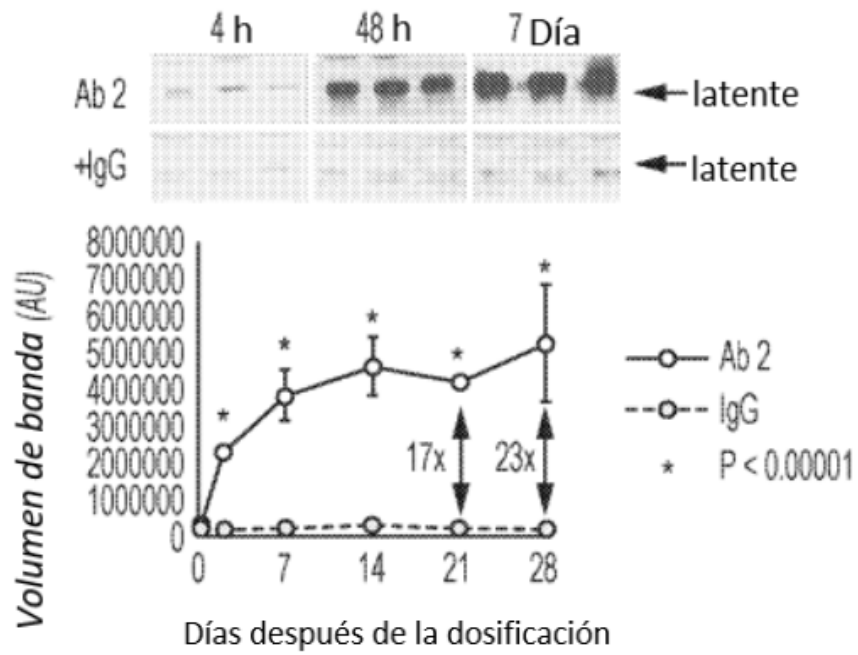 4 h 48 h 7 Día
Ab 2 latente
+IgG latente
8000000
7000000
6000000
5000000
4000000
3000000
2000000
1000000
0
Volumen de banda (AU)
* * * * *
17x 23x
Ab 2
IgG
* P < 0.00001
0 7 14 21 28
Días después de la dosificación